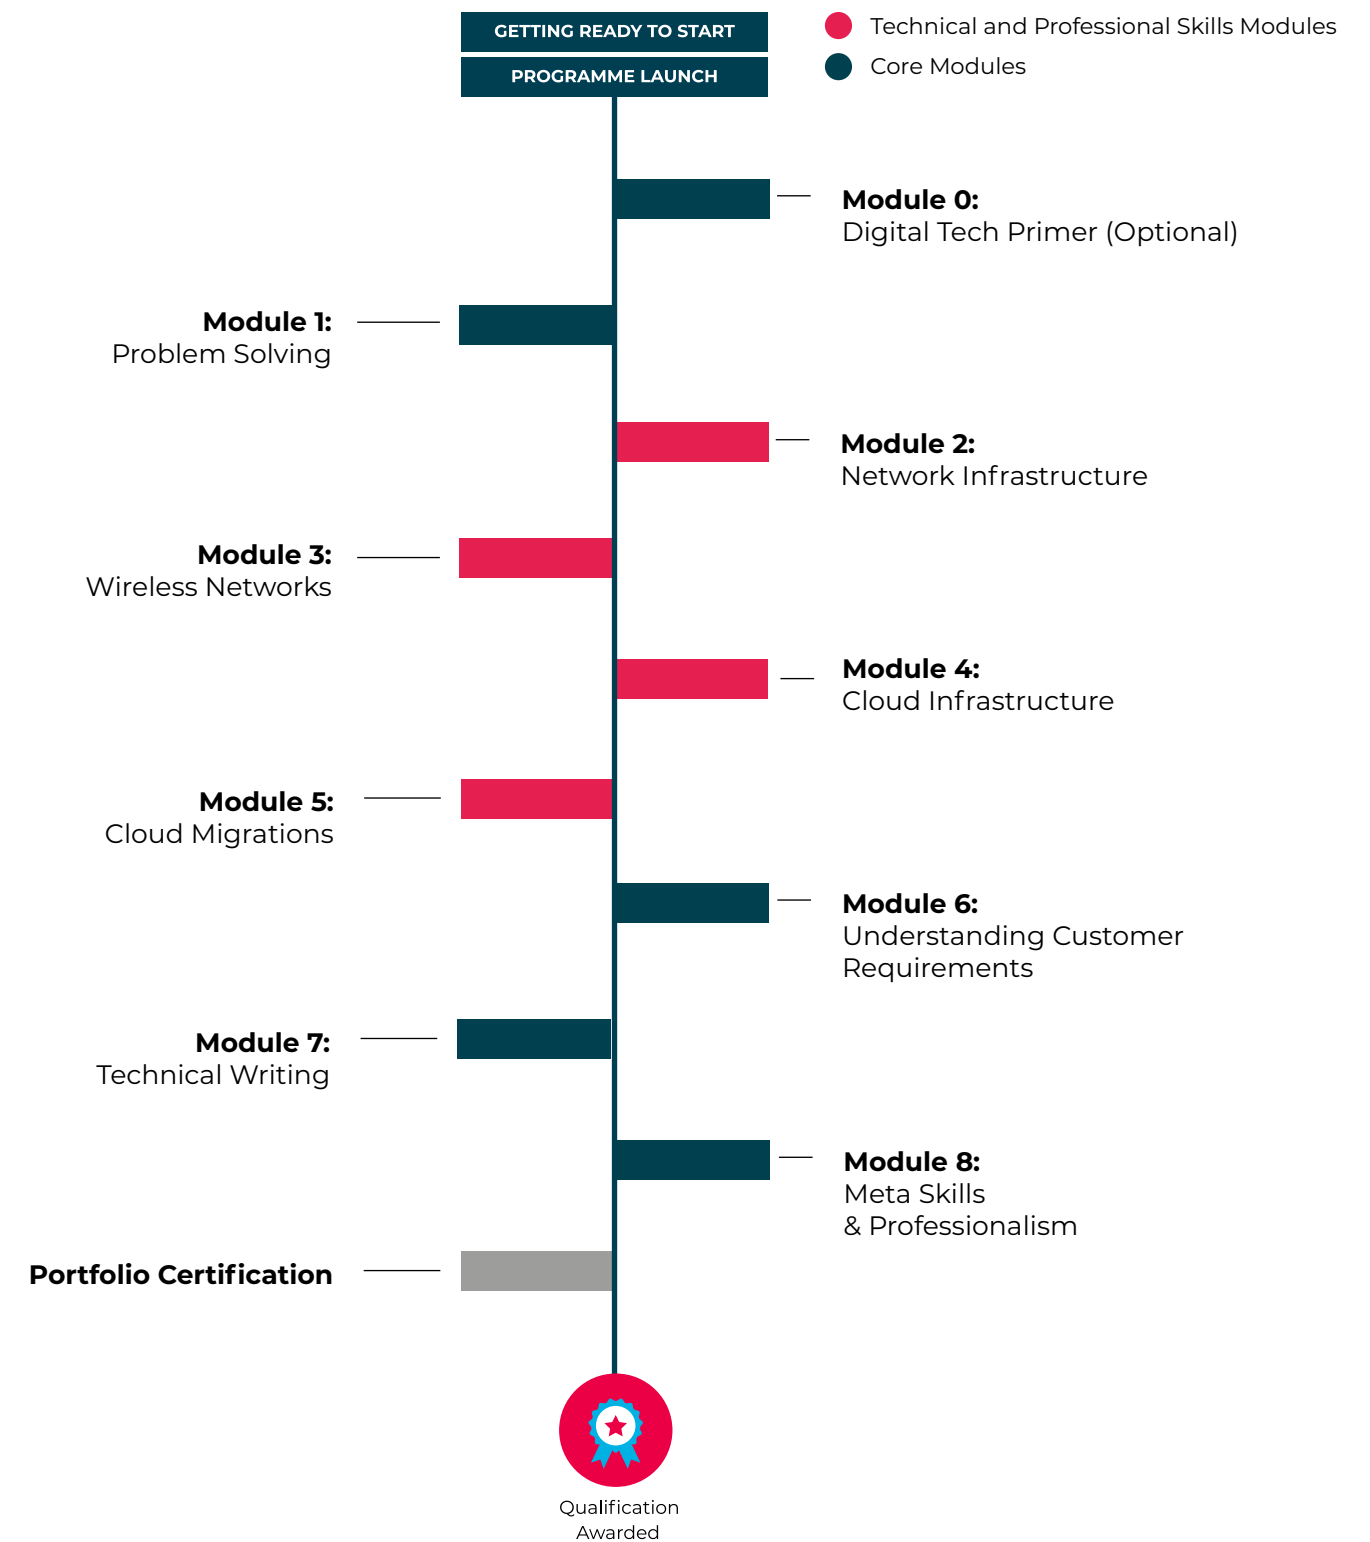 GETTING READY TO START
PROGRAMME LAUNCH
Technical and Professional Skills Modules
Core Modules
Module 0:
Digital Tech Primer (Optional)
Module 1:
Problem Solving
Module 2:
Network Infrastructure
Module 3:
Wireless Networks
Module 4:
Cloud Infrastructure
Module 5:
Cloud Migrations
Module 6:
Understanding Customer
Requirements
Module 7:
Technical Writing
Module 8:
Meta Skills
& Professionalism
Portfolio Certification
Qualification
Awarded